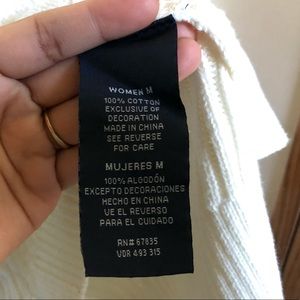 WOMEN M
100% COTTON
EXCLUSIVE OF
DECORATION
MADE IN CHINA
SEE REVERSE
FOR CARE
MUJERES M
100% ALGODÓN
EXCEPTO DECORACIONES
HECHO EN CHINA
VE EL REVERSO
PARA EL CUIDADO
RN# 67835
VDR 493 315